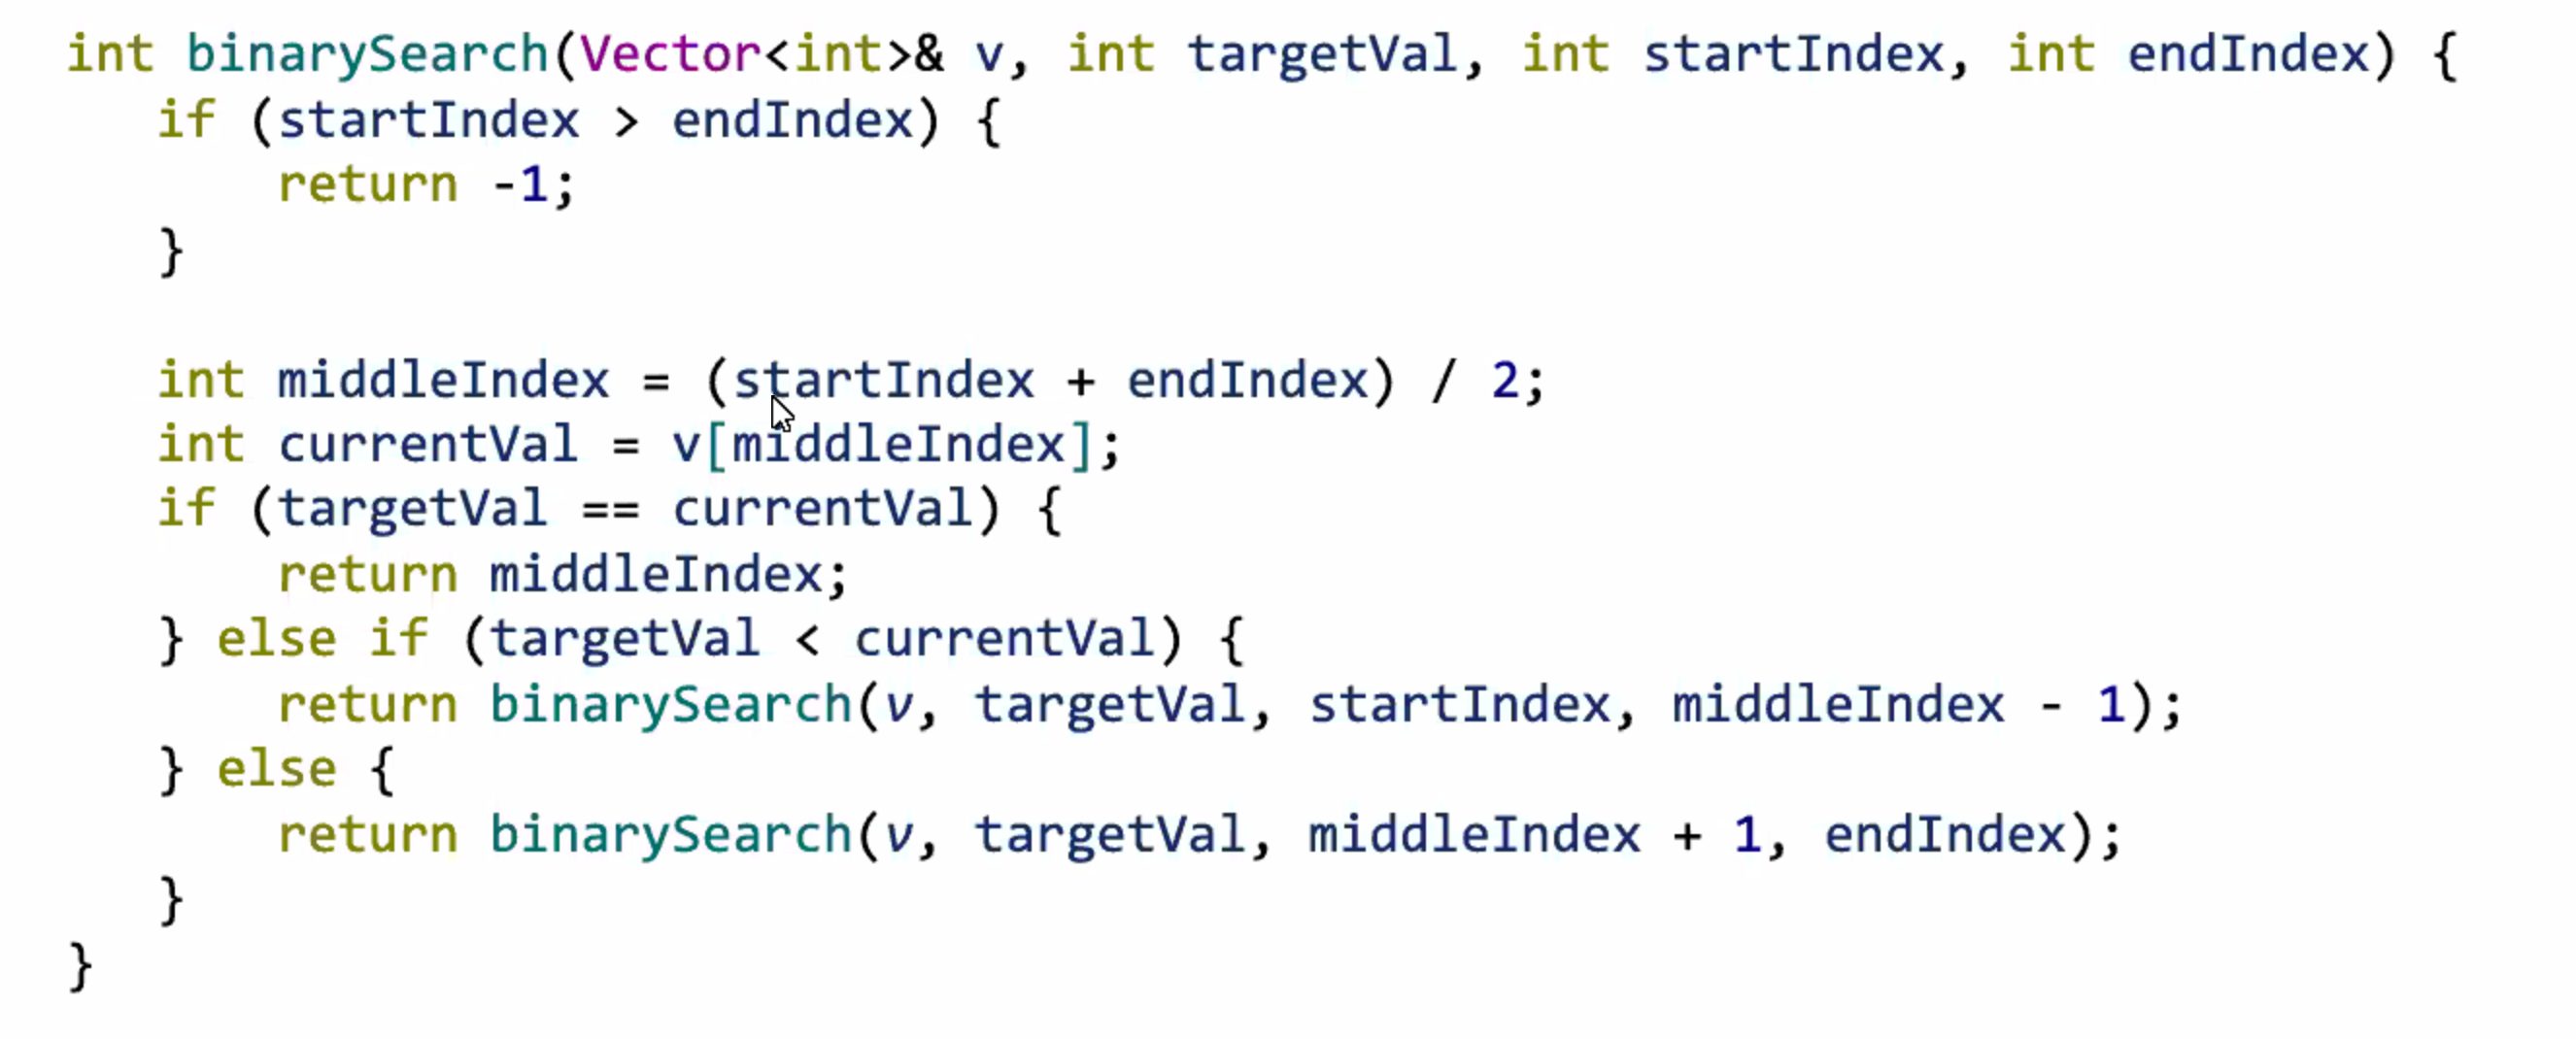 int binarySearch(Vector<int>& v, int targetVal, int startIndex, int endIndex) {
    if (startIndex > endIndex) {
        return -1;
    }

    int middleIndex = (startIndex + endIndex) / 2;
    int currentVal = v[middleIndex];
    if (targetVal == currentVal) {
        return middleIndex;
    } else if (targetVal < currentVal) {
        return binarySearch(v, targetVal, startIndex, middleIndex - 1);
    } else {
        return binarySearch(v, targetVal, middleIndex + 1, endIndex);
    }
}